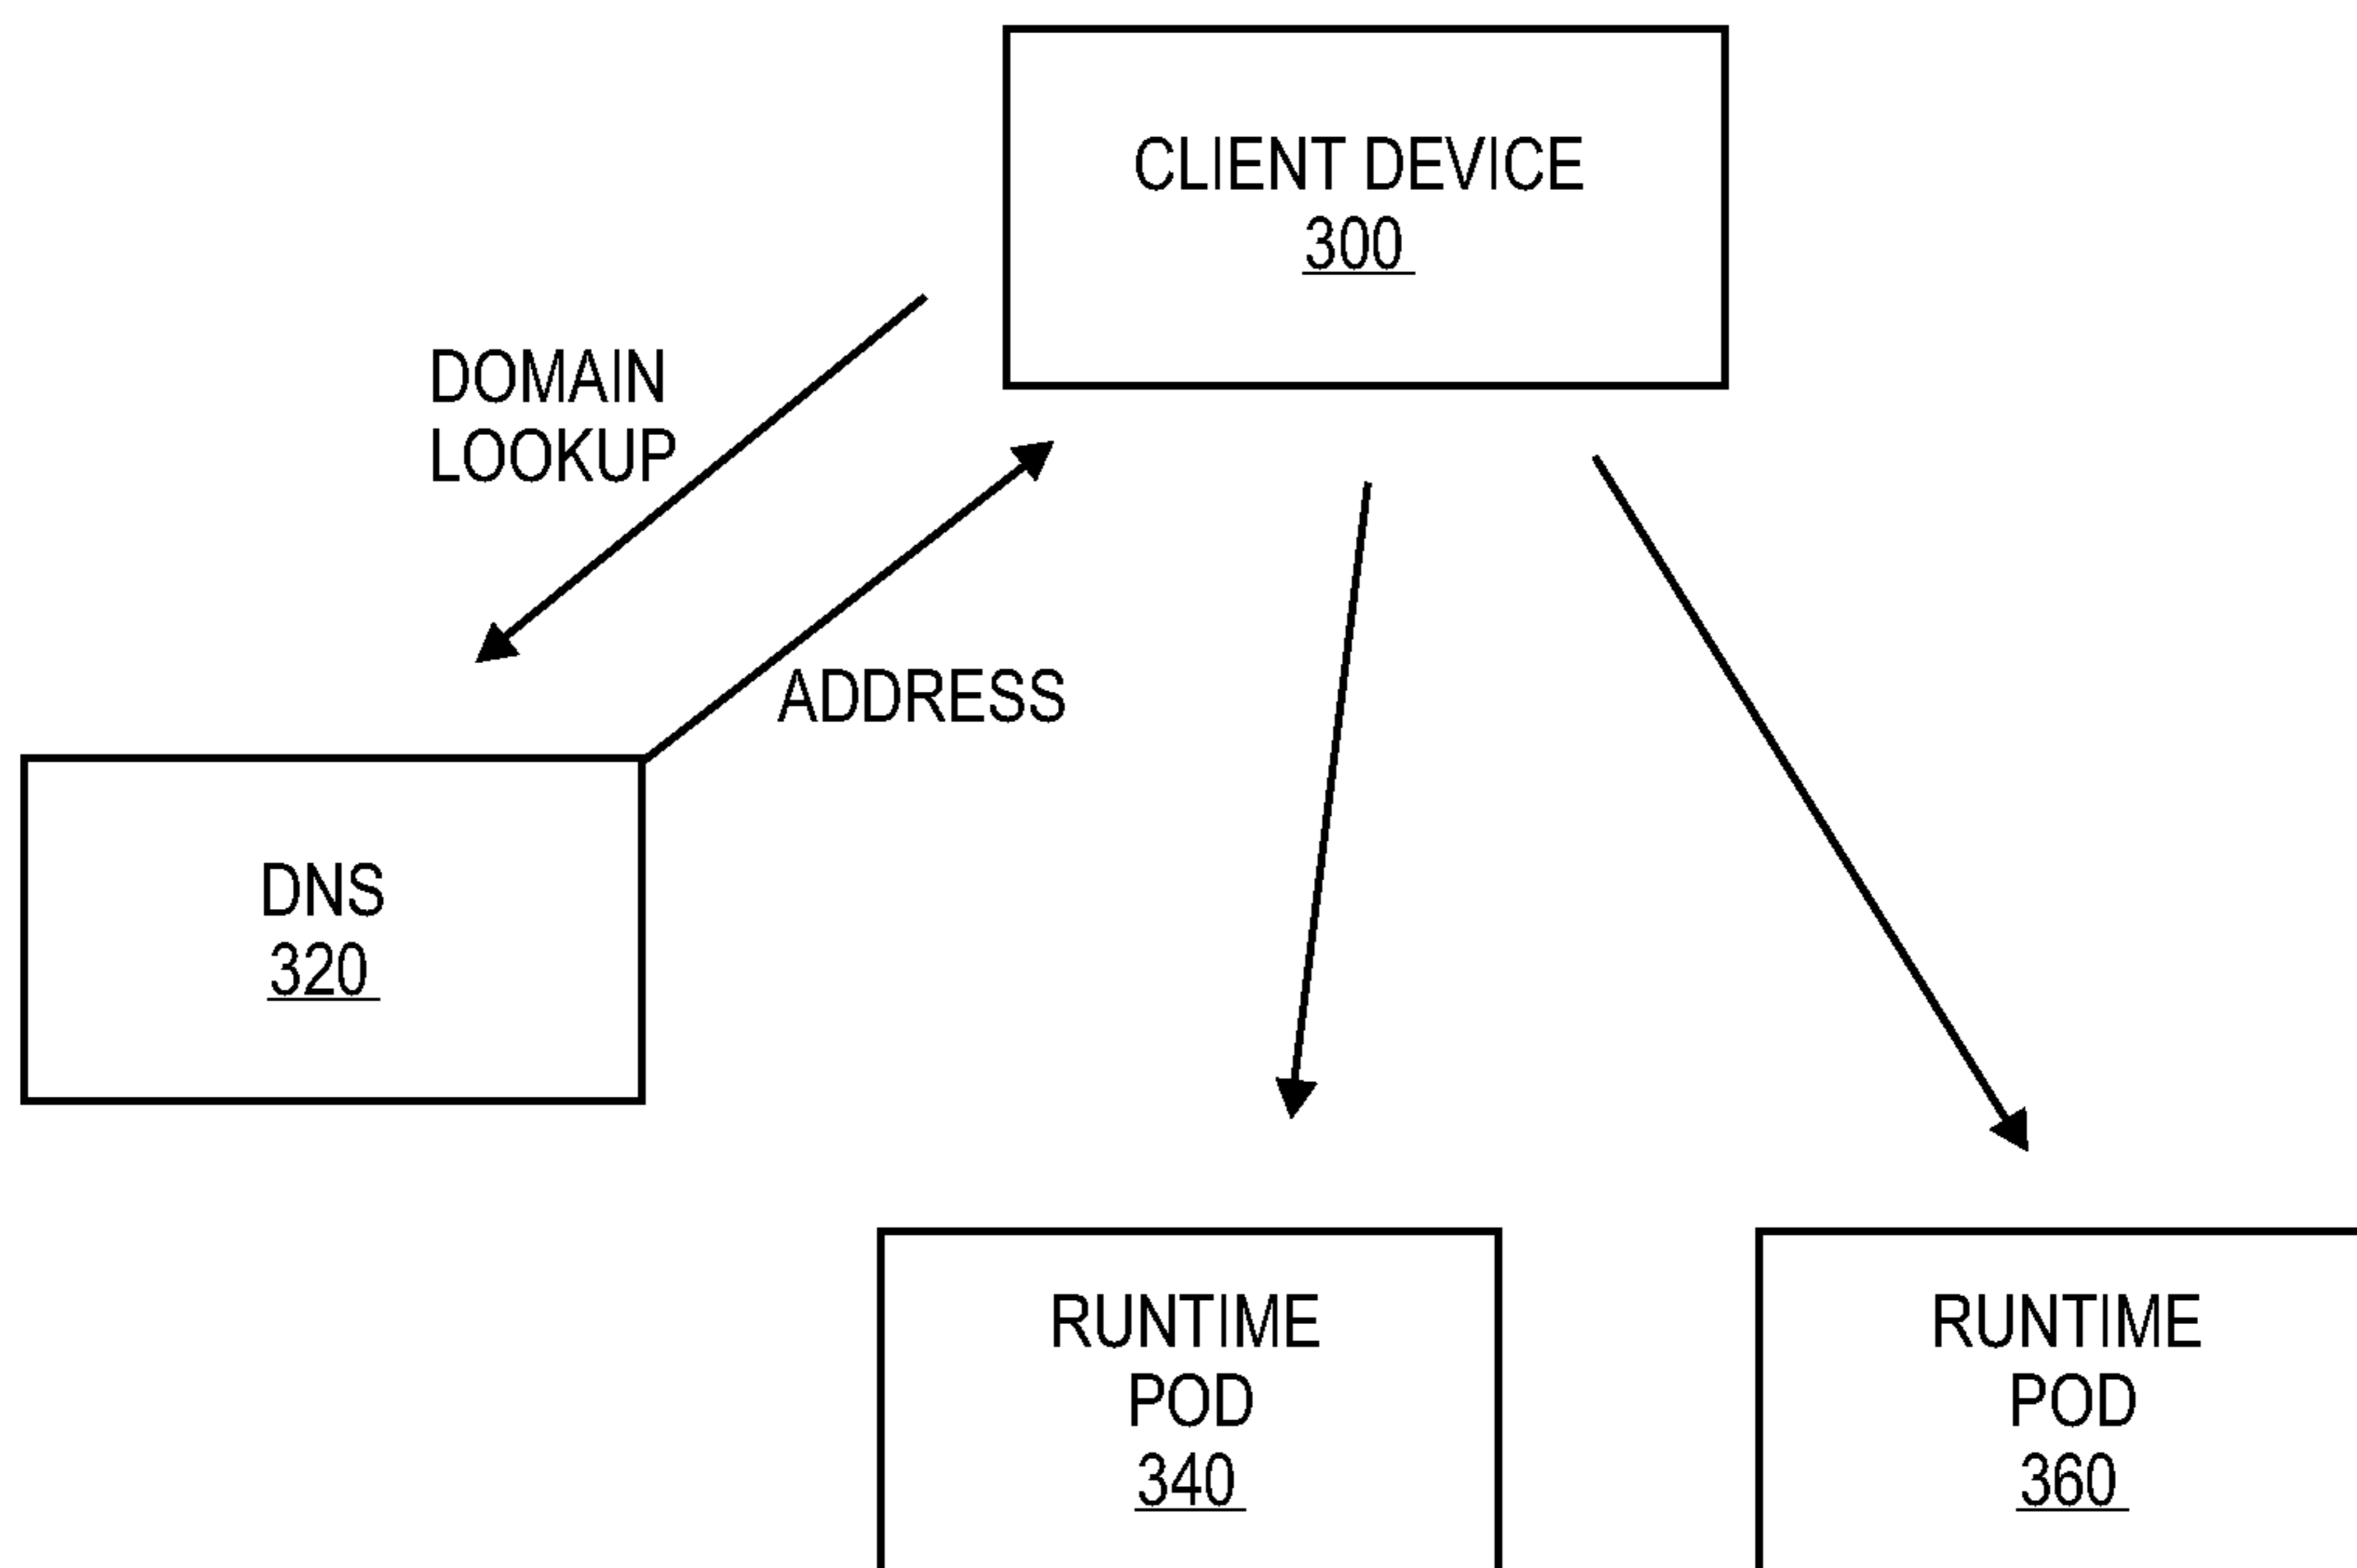 CLIENT DEVICE
300
DOMAIN
LOOKUP
ADDRESS
DNS
320
RUNTIME
POD
340
RUNTIME
POD
360